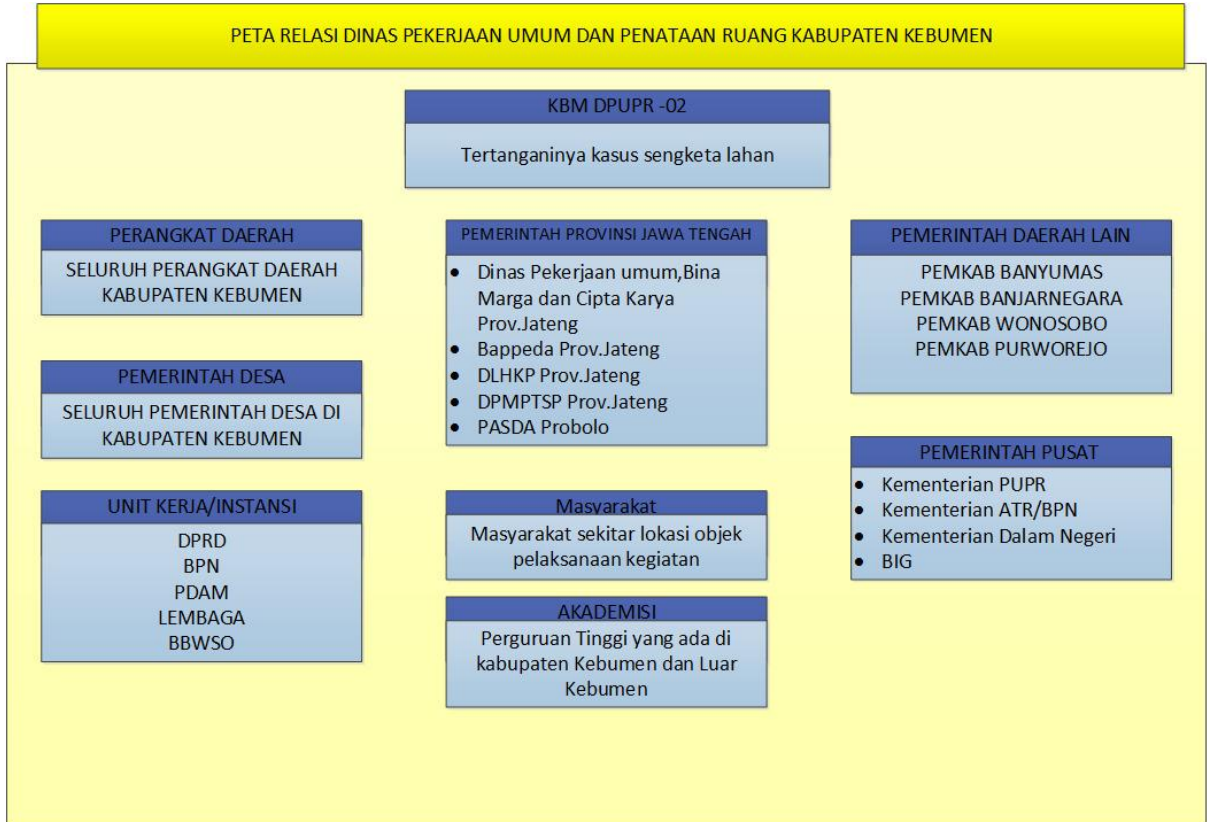 PETA RELASI DINAS PEKERJAAN UMUM DAN PENATAAN RUANG KABUPATEN KEBUMEN
KBM DPUPR -02
Tertanganinya kasus sengketa lahan
PERANGKAT DAERAH
SELURUH PERANGKAT DAERAH
KABUPATEN KEBUMEN
PEMERINTAH DESA
SELURUH PEMERINTAH DESA DI
KABUPATEN KEBUMEN
UNIT KERJA/INSTANSI
DPRD
BPN
PDAM
LEMBAGA
BBWSO
PEMERINTAH PROVINSI JAWA TENGAH
• Dinas Pekerjaan umum,Bina
Marga dan Cipta Karya
Prov.Jateng
• Bappeda Prov.Jateng
• DLHKP Prov.Jateng
• DPMPTSP Prov.Jateng
• PASDA Probolo
Masyarakat
Masyarakat sekitar lokasi objek
pelaksanaan kegiatan
AKADEMISI
Perguruan Tinggi yang ada di
kabupaten Kebumen dan Luar
Kebumen
PEMERINTAH DAERAH LAIN
PEMKAB BANYUMAS
PEMKAB BANJARNEGARA
PEMKAB WONOSOBO
PEMKAB PURWOREJO
PEMERINTAH PUSAT
• Kementerian PUPR
• Kementerian ATR/BPN
• Kementerian Dalam Negeri
• BIG